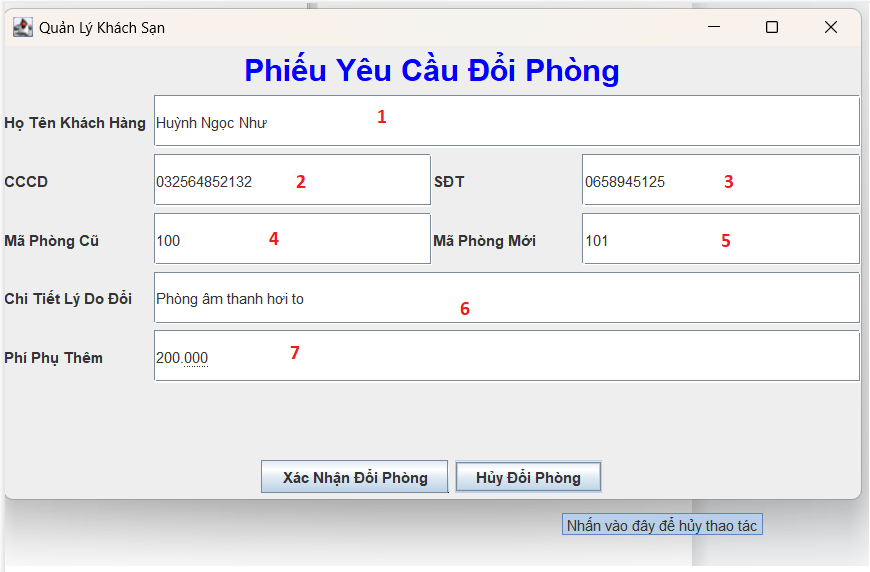 Quản Lý Khách Sạn
Phiếu Yêu Cầu Đổi Phòng
Họ Tên Khách Hàng Huỳnh Ngọc Như 1
CCCD 032564852132 2 SĐT 0658945125 3
Mã Phòng Cũ 100 4 Mã Phòng Mới 101 5
Chi Tiết Lý Do Đổi Phòng âm thanh hơi to 6
Phí Phụ Thêm 200.000 7
Xác Nhận Đổi Phòng Hủy Đổi Phòng
Nhấn vào đây để hủy thao tác